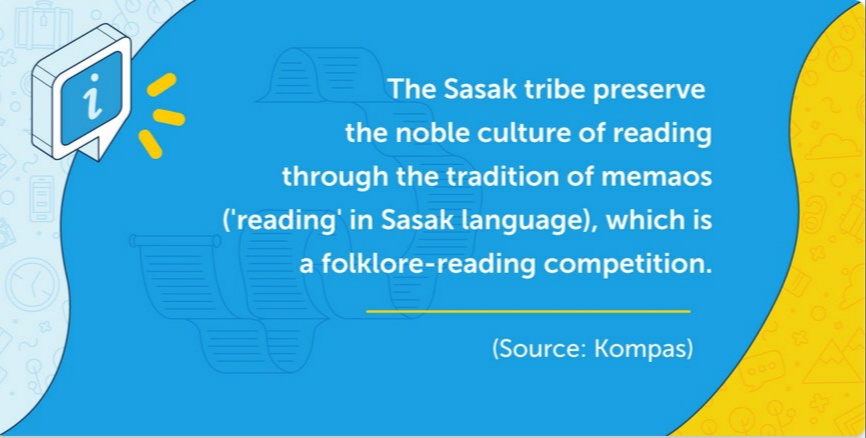 i
The Sasak tribe preserve
the noble culture of reading
through the tradition of memaos
('reading' in Sasak language), which is
a folklore-reading competition.
(Source: Kompas)